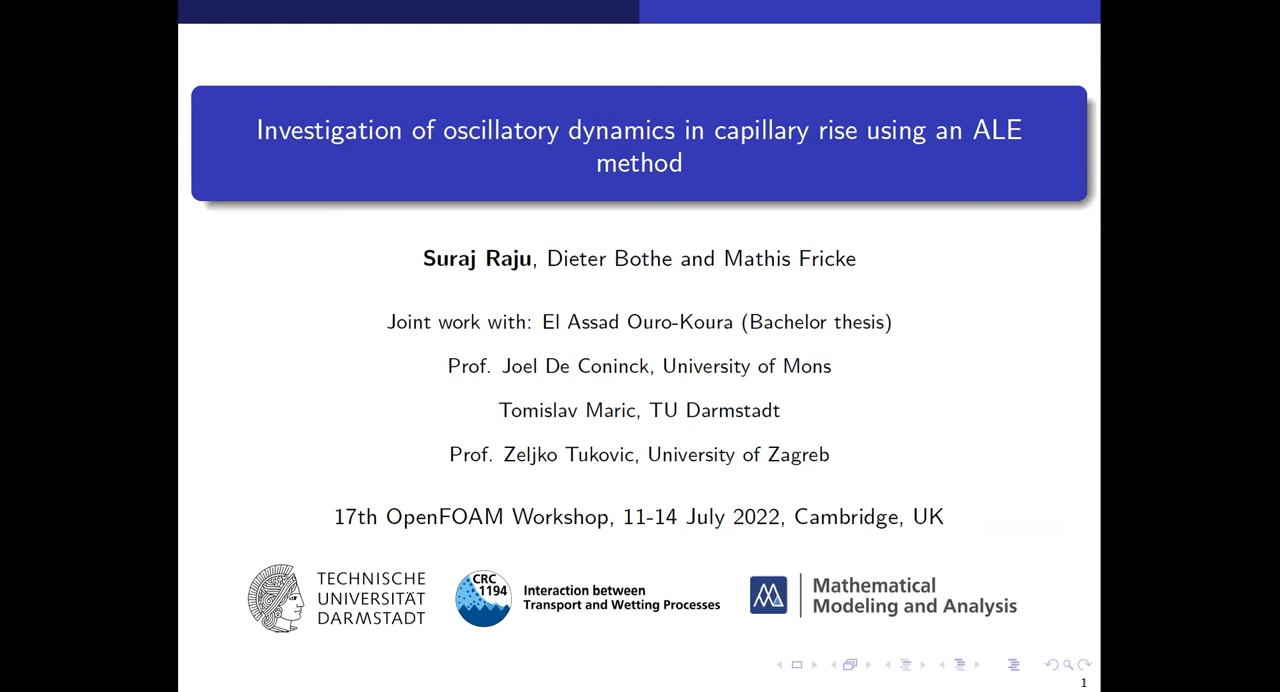 Investigation of oscillatory dynamics in capillary rise using an ALE
method
Suraj Raju, Dieter Bothe and Mathis Fricke
Joint work with: El Assad Ouro-Koura (Bachelor thesis)
Prof. Joel De Coninck, University of Mons
Tomislav Maric, TU Darmstadt
Prof. Zeljko Tukovic, University of Zagreb
17th OpenFOAM Workshop, 11-14 July 2022, Cambridge, UK
TECHNISCHE
UNIVERSITÄT
DARMSTADT
CRC
1194
Interaction between
Transport and Wetting Processes
Mathematical
Modeling and Analysis
1